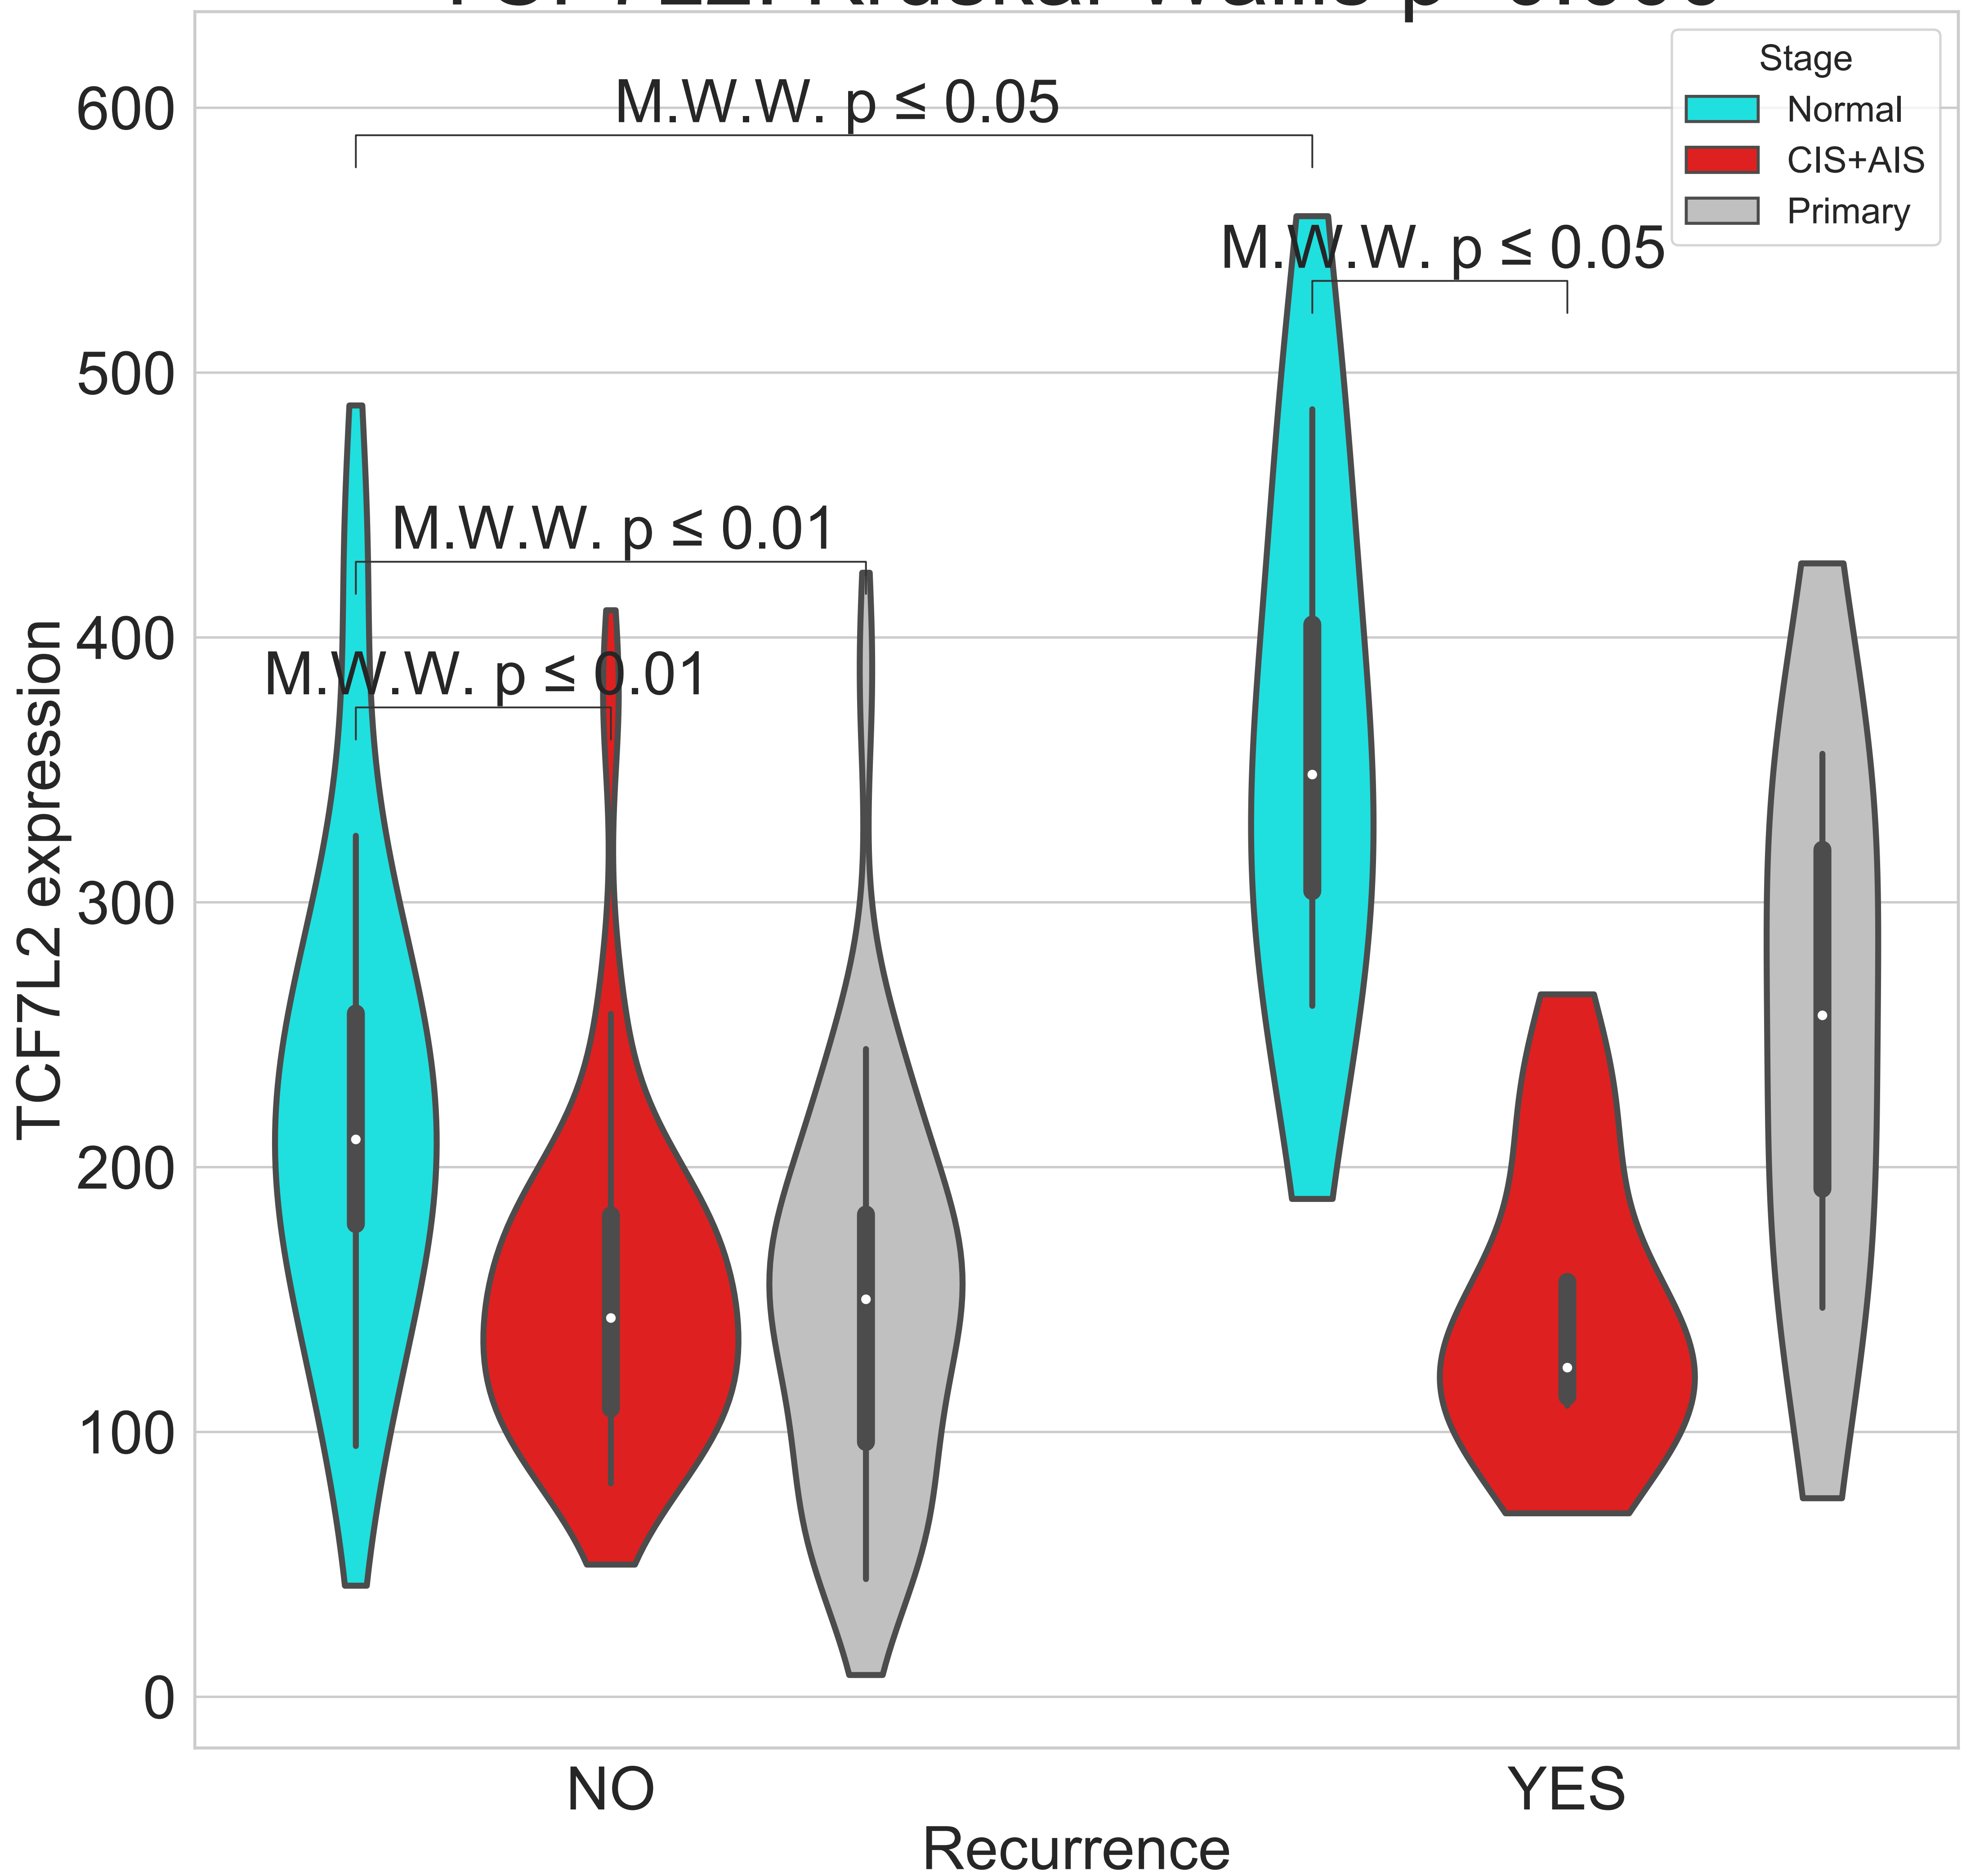 Stage
Normal
CIS+AIS
Primary
M.W.W. p ≤ 0.05
M.W.W. p ≤ 0.05
M.W.W. p ≤ 0.01
M.W.W. p ≤ 0.01
600
500
400
300
200
100
0
TCF7L2 expression
NO
YES
Recurrence